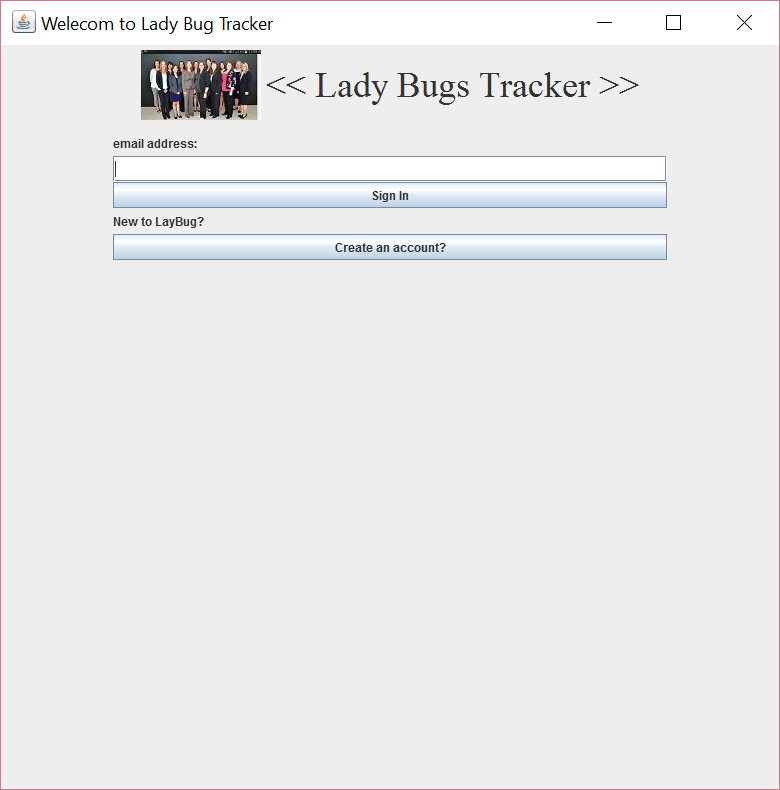 Welecom to Lady Bug Tracker
<< Lady Bugs Tracker >>
email address:
Sign In
New to LayBug?
Create an account?